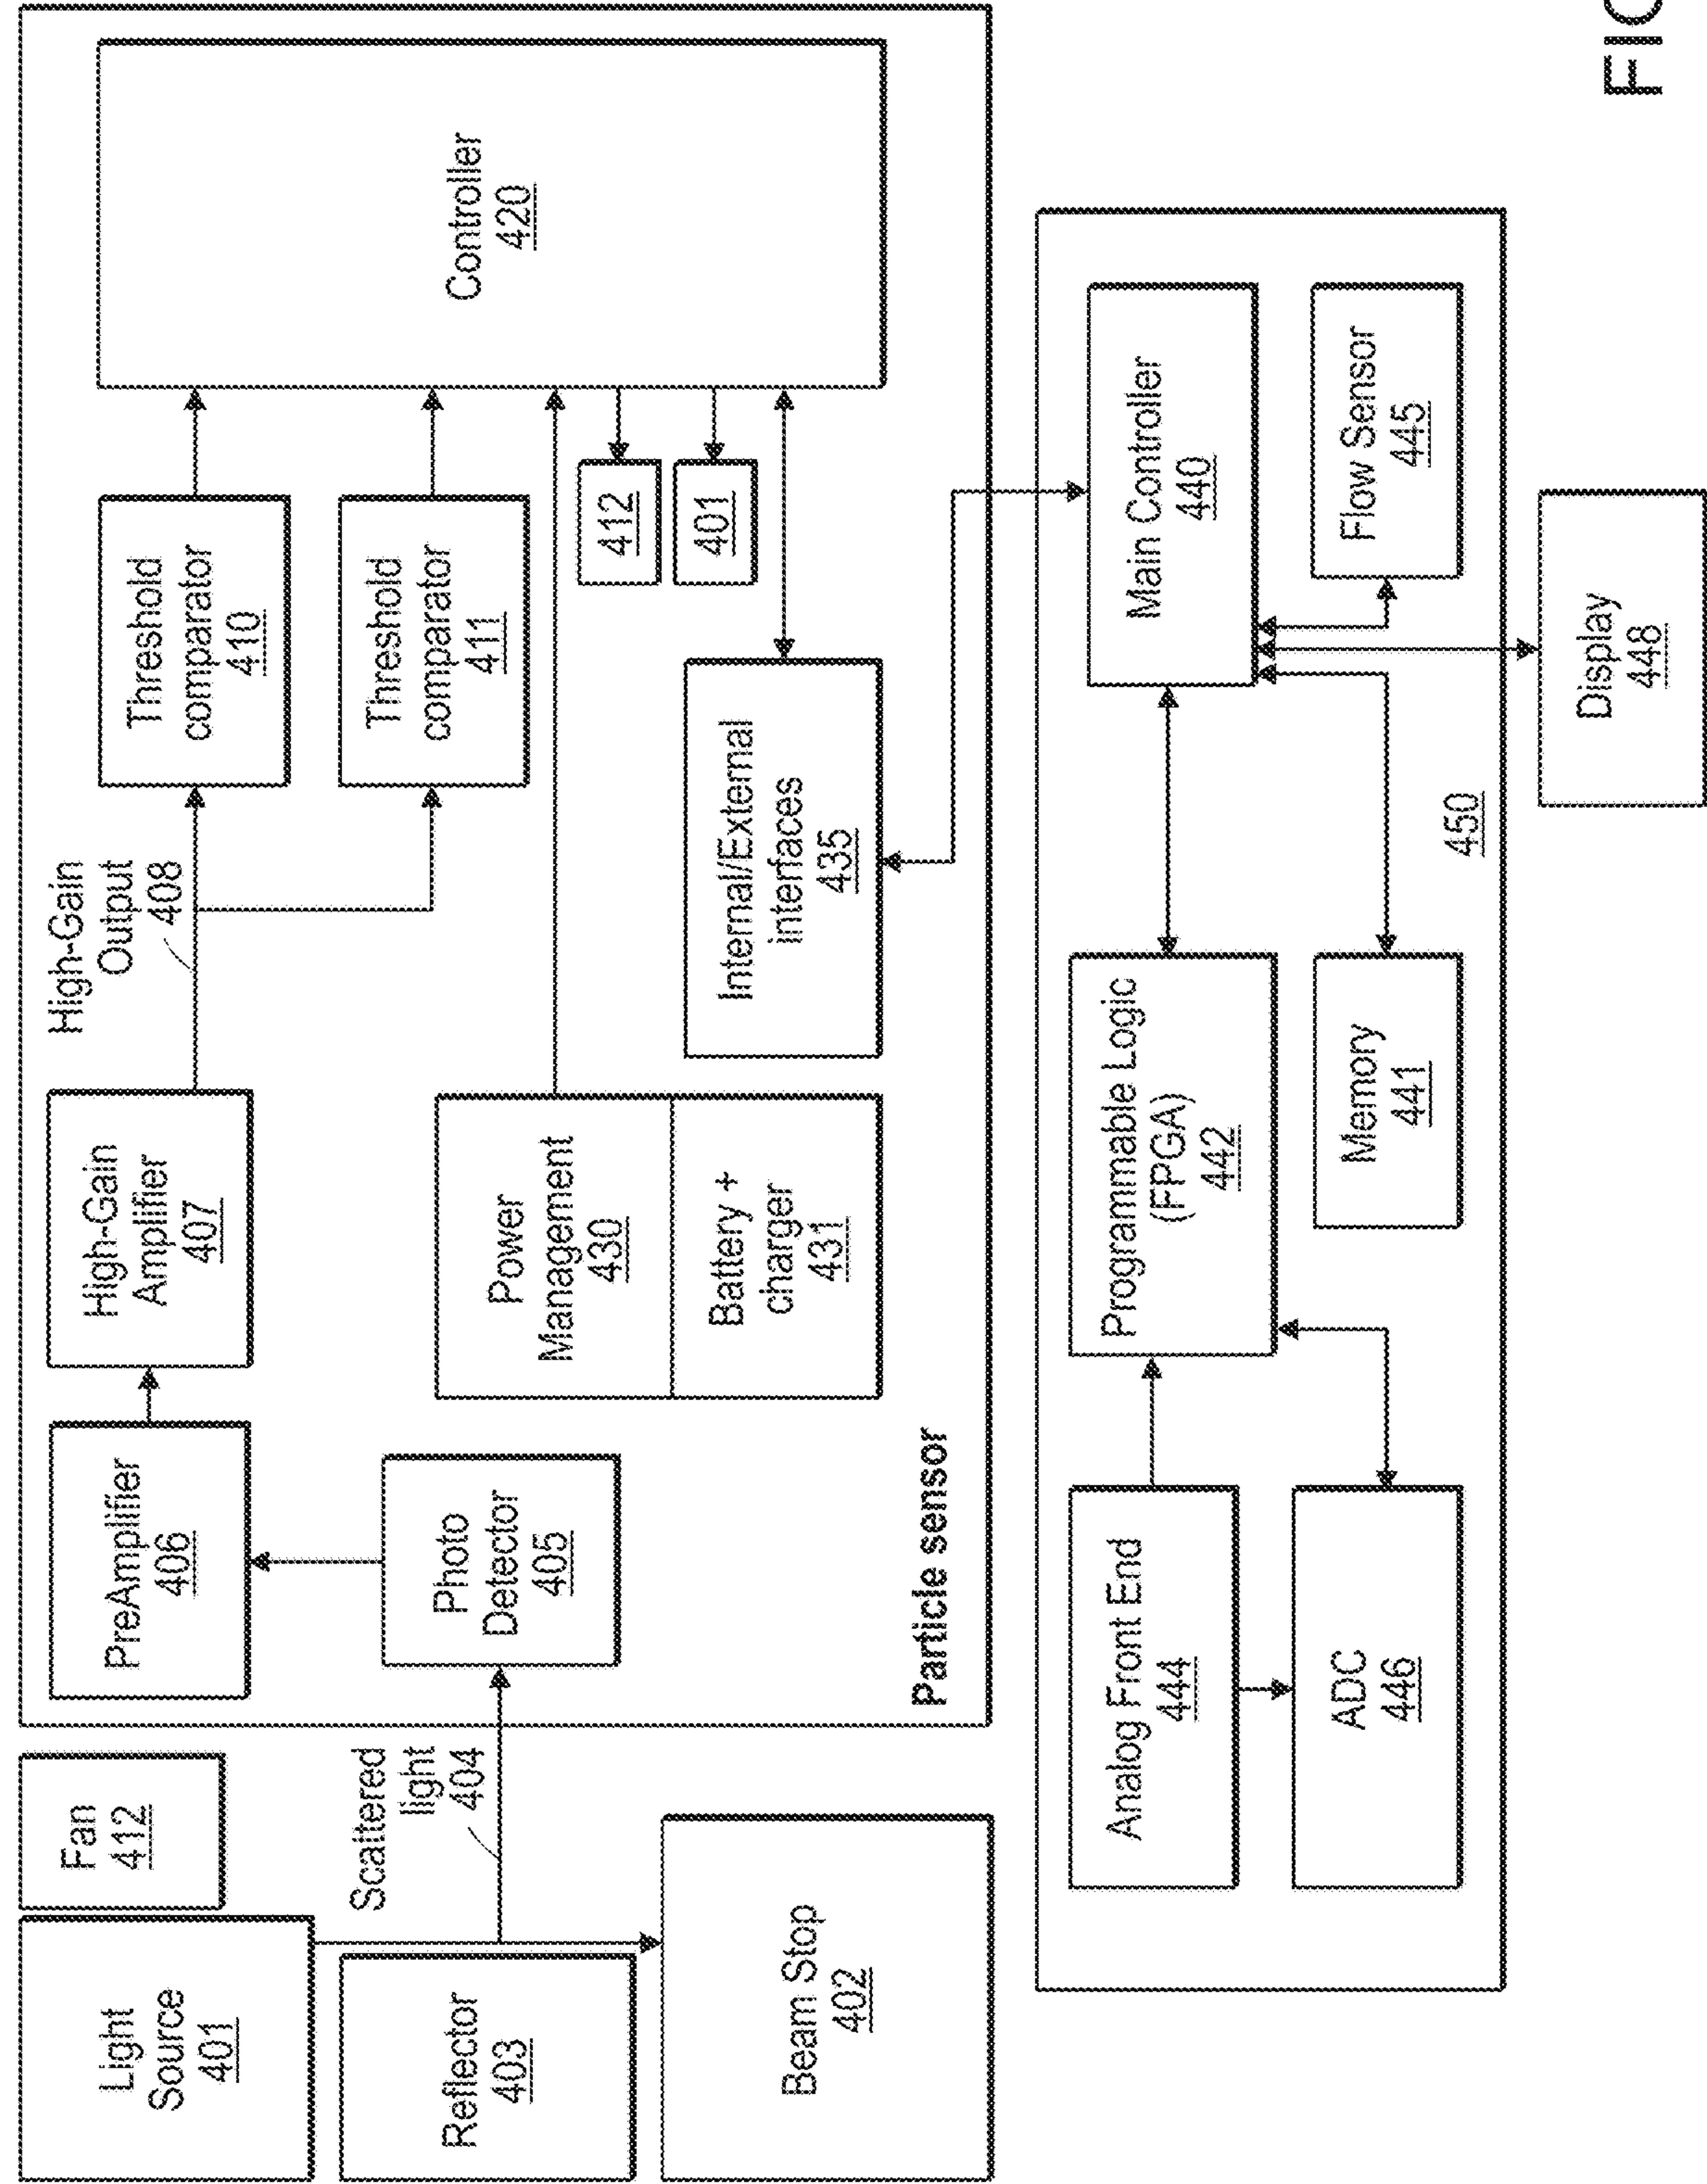 Light
Source
401
Fan
412
Reflector
403
Beam Stop
402
Scattered
light
404
PreAmplifier
406
Photo
Detector
405
High-Gain
Amplifier
407
High-Gain
Output
408
Threshold
comparator
410
Threshold
comparator
411
Controller
420
412
401
Power
Management
430
Battery +
charger
431
Internal/External
interfaces
435
Particle sensor
Analog Front End
444
ADC
446
Programmable Logic
(FPGA)
442
Memory
441
Main Controller
440
Flow Sensor
445
450
Display
448